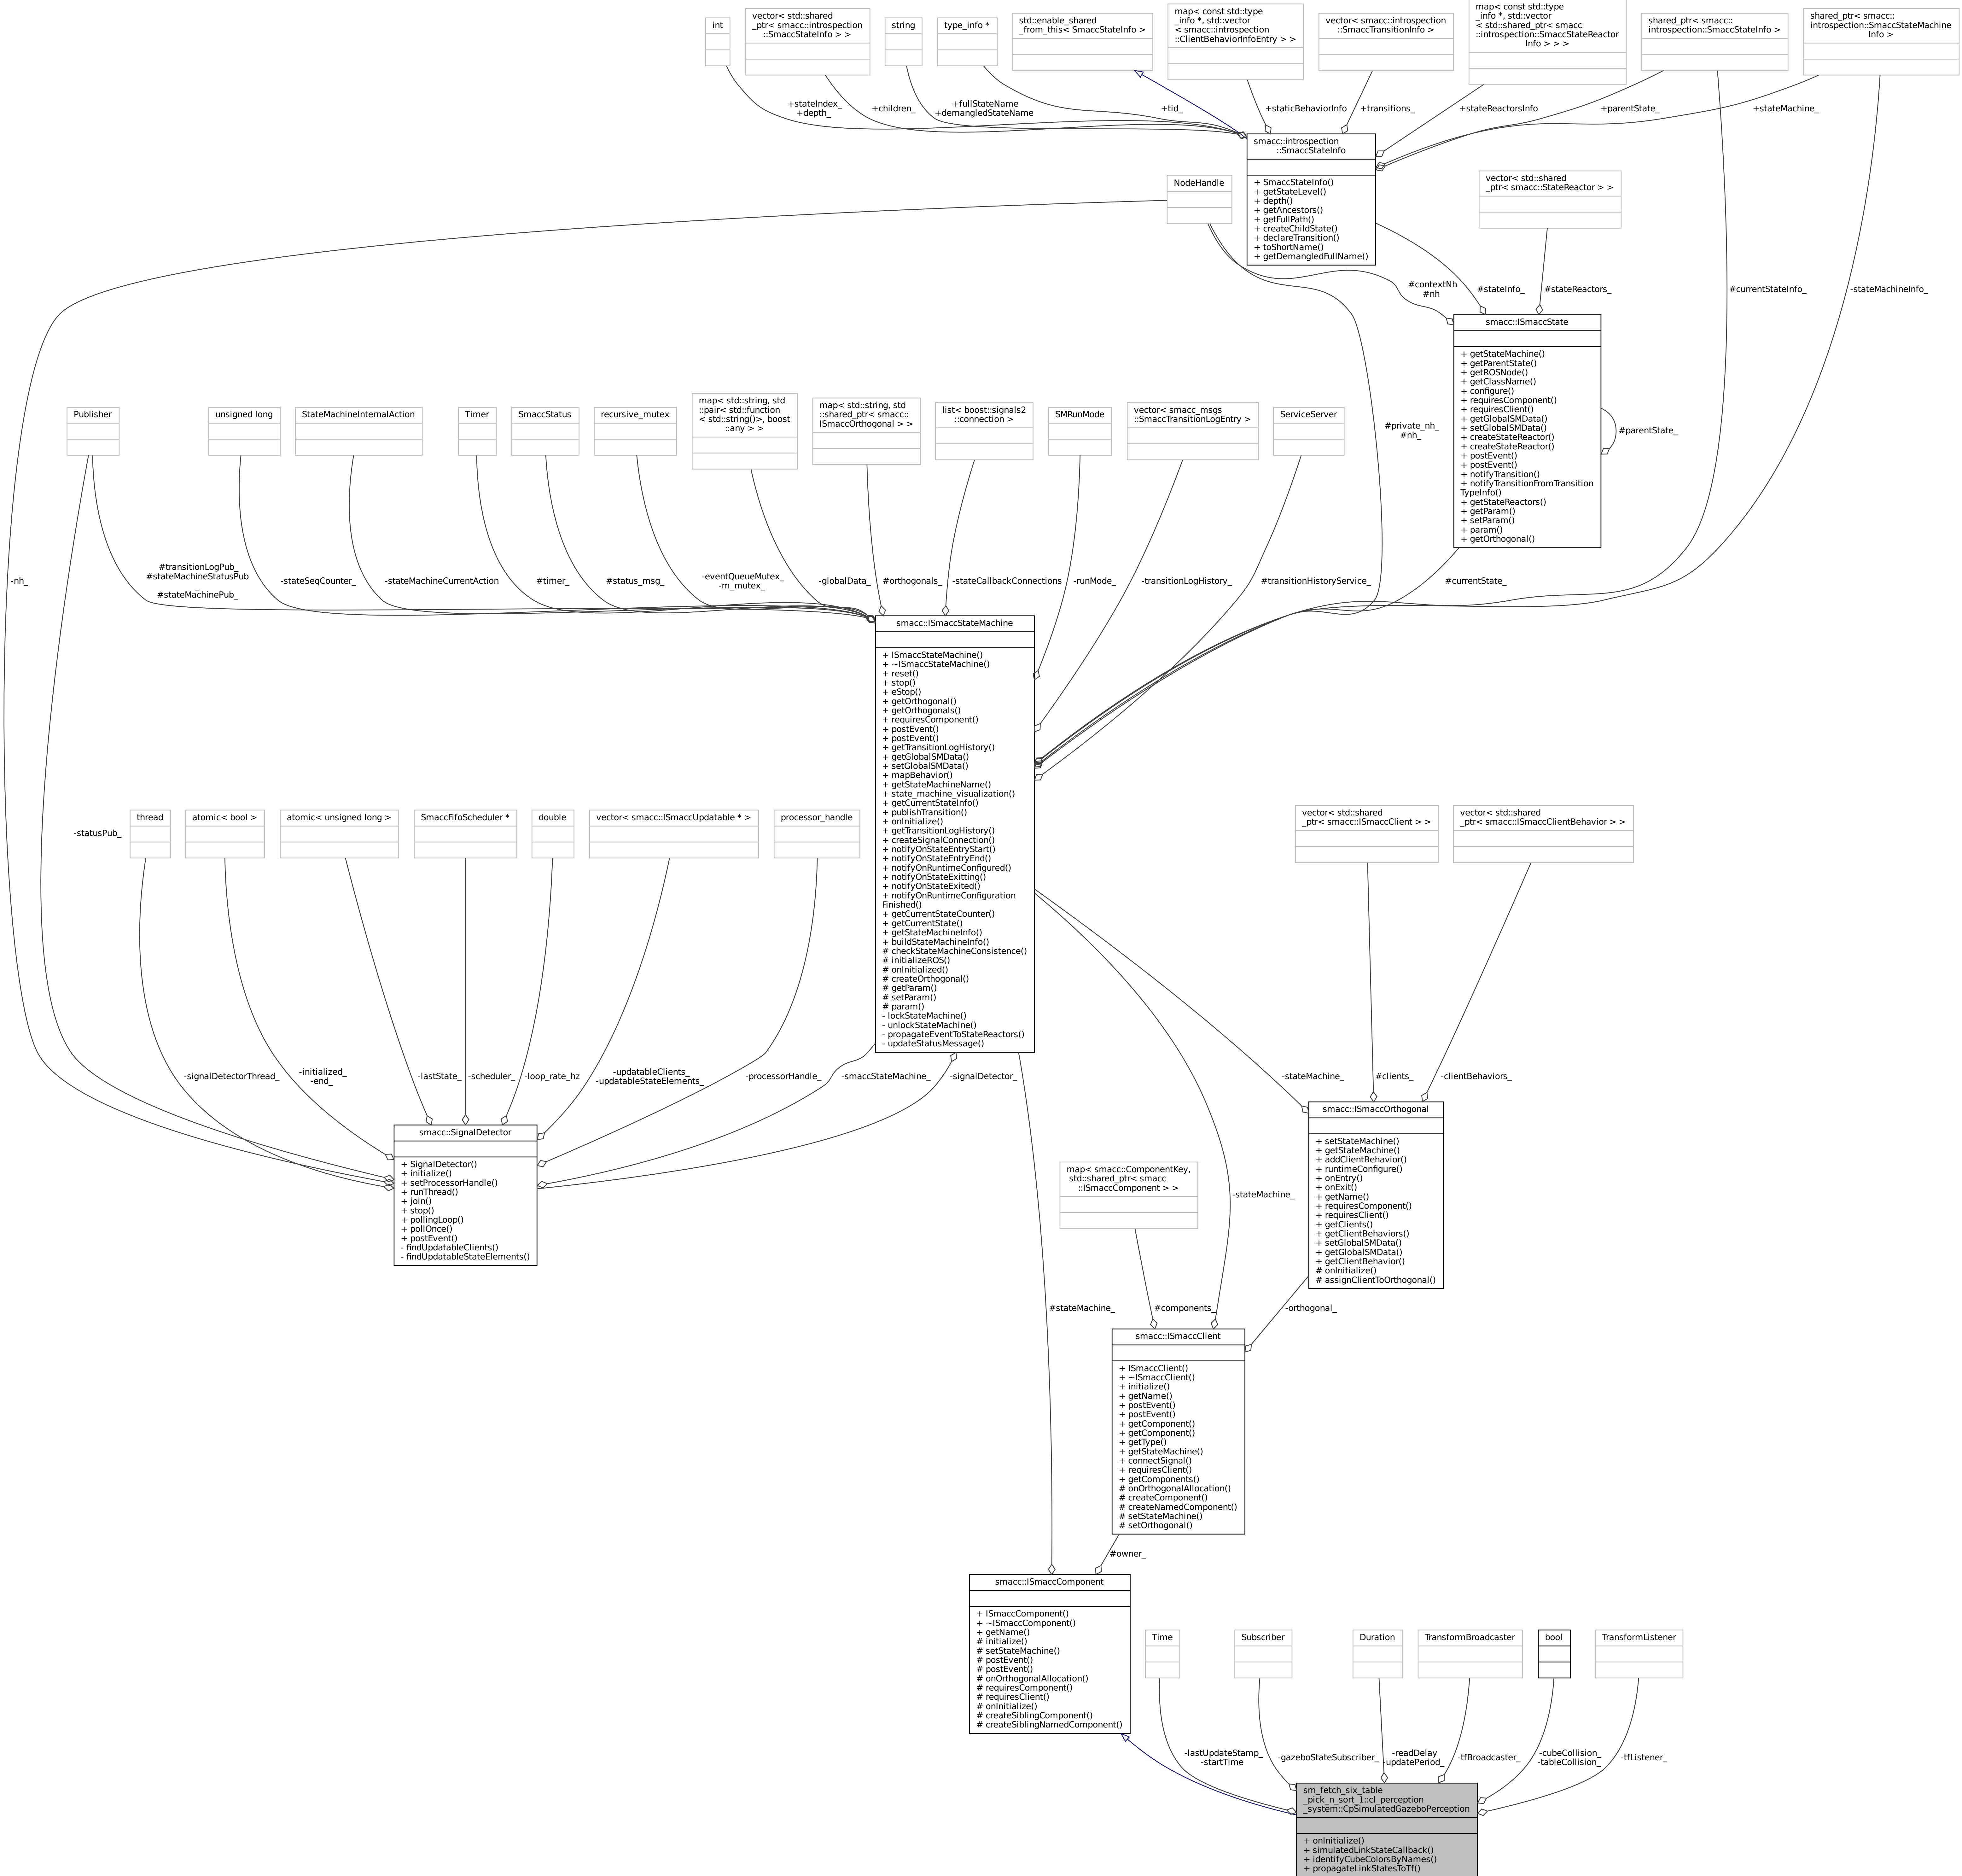 int
vector< std::shared
_ptr< smacc::introspection
::SmaccStateInfo > >
string
type_info *
std::enable_shared
_from_this< SmaccStateInfo >
map< const std::type
_info *, std::vector
< smacc::introspection
::ClientBehaviorInfoEntry > >
vector< smacc::introspection
::SmaccTransitionInfo >
map< const std::type
_info *, std::vector
< std::shared_ptr< smacc
::introspection::SmaccStateReactor
Info > > >
shared_ptr< smacc::
introspection::SmaccStateInfo >
shared_ptr< smacc::
introspection::SmaccStateMachine
Info >
+stateIndex_
+depth_
+children_
+fullStateName
+demangledStateName
+tid_
+staticBehaviorInfo
+transitions_
+stateReactorsInfo
+parentState_
+stateMachine_
smacc::introspection
::SmaccStateInfo
+ SmaccStateInfo()
+ getStateLevel()
+ depth()
+ getAncestors()
+ getFullPath()
+ createChildState()
+ declareTransition()
+ toShortName()
+ getDemangledFullName()
NodeHandle
vector< std::shared
_ptr< smacc::StateReactor > >
#contextNh
#nh
#stateInfo_
#stateReactors_
#currentStateInfo_
-stateMachineInfo_
smacc::ISmaccState
+ getStateMachine()
+ getParentState()
+ getROSNode()
+ getClassName()
+ configure()
+ requiresComponent()
+ requiresClient()
+ getGlobalSMData()
+ setGlobalSMData()
+ createStateReactor()
+ createStateReactor()
+ postEvent()
+ postEvent()
+ notifyTransition()
+ notifyTransitionFromTransition
TypeInfo()
+ getStateReactors()
+ getParam()
+ setParam()
+ param()
+ getOrthogonal()
#parentState_
Publisher
unsigned long
StateMachineInternalAction
Timer
SmaccStatus
recursive_mutex
map< std::string, std
::pair< std::function
< std::string()>, boost
::any > >
map< std::string, std
::shared_ptr< smacc::
ISmaccOrthogonal > >
list< boost::signals2
::connection >
SMRunMode
vector< smacc_msgs
::SmaccTransitionLogEntry >
ServiceServer
#private_nh_
#nh_
-nh_
#transitionLogPub_
#stateMachineStatusPub
_
#stateMachinePub_
-stateSeqCounter_
-stateMachineCurrentAction
#timer_
#status_msg_
-eventQueueMutex_
-m_mutex_
-globalData_
#orthogonals_
-stateCallbackConnections
-runMode_
-transitionLogHistory_
#transitionHistoryService_
#currentState_
smacc::ISmaccStateMachine
+ ISmaccStateMachine()
+ ~ISmaccStateMachine()
+ reset()
+ stop()
+ eStop()
+ getOrthogonal()
+ getOrthogonals()
+ requiresComponent()
+ postEvent()
+ postEvent()
+ getTransitionLogHistory()
+ getGlobalSMData()
+ setGlobalSMData()
+ mapBehavior()
+ getStateMachineName()
+ state_machine_visualization()
+ getCurrentStateInfo()
+ publishTransition()
+ onInitialize()
+ getTransitionLogHistory()
+ createSignalConnection()
+ notifyOnStateEntryStart()
+ notifyOnStateEntryEnd()
+ notifyOnRuntimeConfigured()
+ notifyOnStateExitting()
+ notifyOnStateExited()
+ notifyOnRuntimeConfiguration
Finished()
+ getCurrentStateCounter()
+ getCurrentState()
+ getStateMachineInfo()
+ buildStateMachineInfo()
# checkStateMachineConsistence()
# initializeROS()
# onInitialized()
# createOrthogonal()
# getParam()
# setParam()
# param()
- lockStateMachine()
- unlockStateMachine()
- propagateEventToStateReactors()
- updateStatusMessage()
-statusPub_
thread
atomic< bool >
atomic< unsigned long >
SmaccFifoScheduler *
double
vector< smacc::ISmaccUpdatable * >
processor_handle
vector< std::shared
_ptr< smacc::ISmaccClient > >
vector< std::shared
_ptr< smacc::ISmaccClientBehavior > >
-signalDetectorThread_
-initialized_
-end_
-lastState_
-scheduler_
-loop_rate_hz
-updatableClients_
-updatableStateElements_
-processorHandle_
-smaccStateMachine_
-signalDetector_
-stateMachine_
#clients_
-clientBehaviors_
smacc::SignalDetector
+ SignalDetector()
+ initialize()
+ setProcessorHandle()
+ runThread()
+ join()
+ stop()
+ pollingLoop()
+ pollOnce()
+ postEvent()
- findUpdatableClients()
- findUpdatableStateElements()
smacc::ISmaccOrthogonal
+ setStateMachine()
+ getStateMachine()
+ addClientBehavior()
+ runtimeConfigure()
+ onEntry()
+ onExit()
+ getName()
+ requiresComponent()
+ requiresClient()
+ getClients()
+ getClientBehaviors()
+ setGlobalSMData()
+ getGlobalSMData()
+ getClientBehavior()
# onInitialize()
# assignClientToOrthogonal()
map< smacc::ComponentKey,
std::shared_ptr< smacc
::ISmaccComponent > >
-stateMachine_
#stateMachine_
#components_
-orthogonal_
smacc::ISmaccClient
+ ISmaccClient()
+ ~ISmaccClient()
+ initialize()
+ getName()
+ postEvent()
+ postEvent()
+ getComponent()
+ getComponent()
+ getType()
+ getStateMachine()
+ connectSignal()
+ requiresClient()
+ getComponents()
# onOrthogonalAllocation()
# createComponent()
# createNamedComponent()
# setStateMachine()
# setOrthogonal()
#owner_
smacc::ISmaccComponent
+ ISmaccComponent()
+ ~ISmaccComponent()
+ getName()
# initialize()
# setStateMachine()
# postEvent()
# postEvent()
# onOrthogonalAllocation()
# requiresComponent()
# requiresClient()
# onInitialize()
# createSiblingComponent()
# createSiblingNamedComponent()
Time
Subscriber
Duration
TransformBroadcaster
bool
TransformListener
-lastUpdateStamp_
-startTime
-gazeboStateSubscriber_
-readDelay
-updatePeriod_
-tfBroadcaster_
-cubeCollision_
-tableCollision_
-tfListener_
sm_fetch_six_table
_pick_n_sort_1::cl_perception
_system::CpSimulatedGazeboPerception
+ onInitialize()
+ simulatedLinkStateCallback()
+ identifyCubeColorsByNames()
+ propagateLinkStatesToTf()